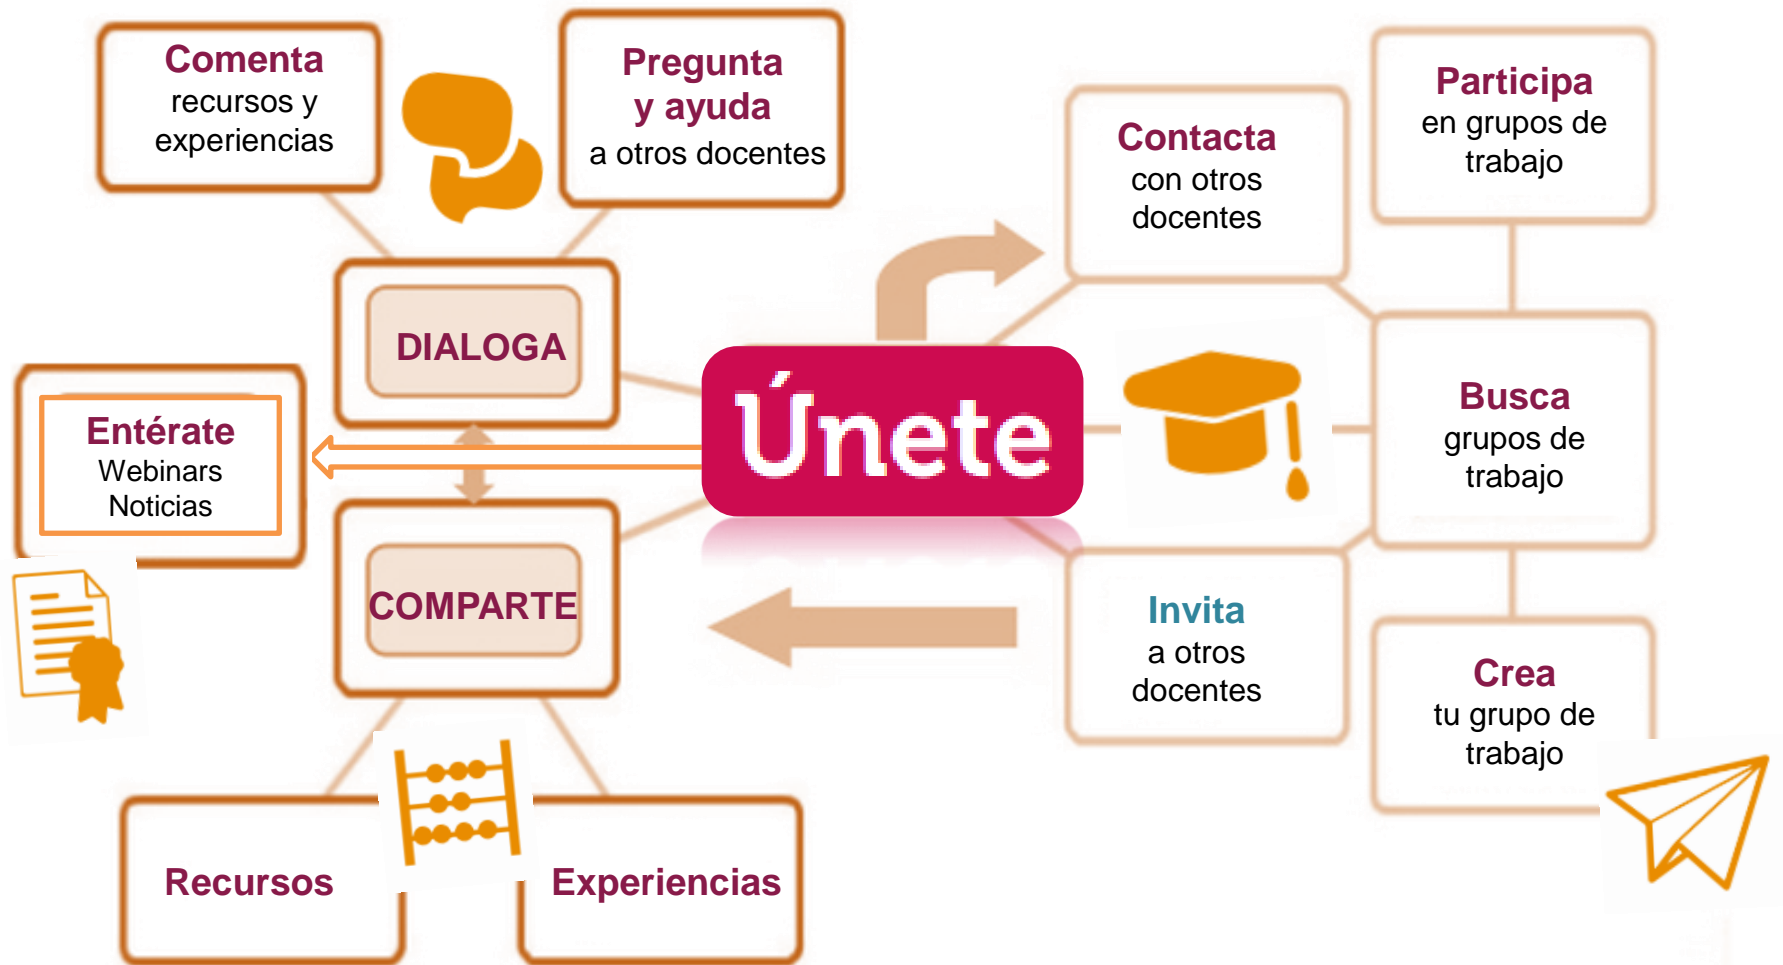 Comenta
recursos y
experiencias
Pregunta
y ayuda
a otros docentes
DIALOGA
Entérate
Webinars
Noticias
COMPARTE
Recursos
Experiencias
Únete
Contacta
con otros
docentes
Participa
en grupos de
trabajo
Busca
grupos de
trabajo
Invita
a otros
docentes
Crea
tu grupo de
trabajo